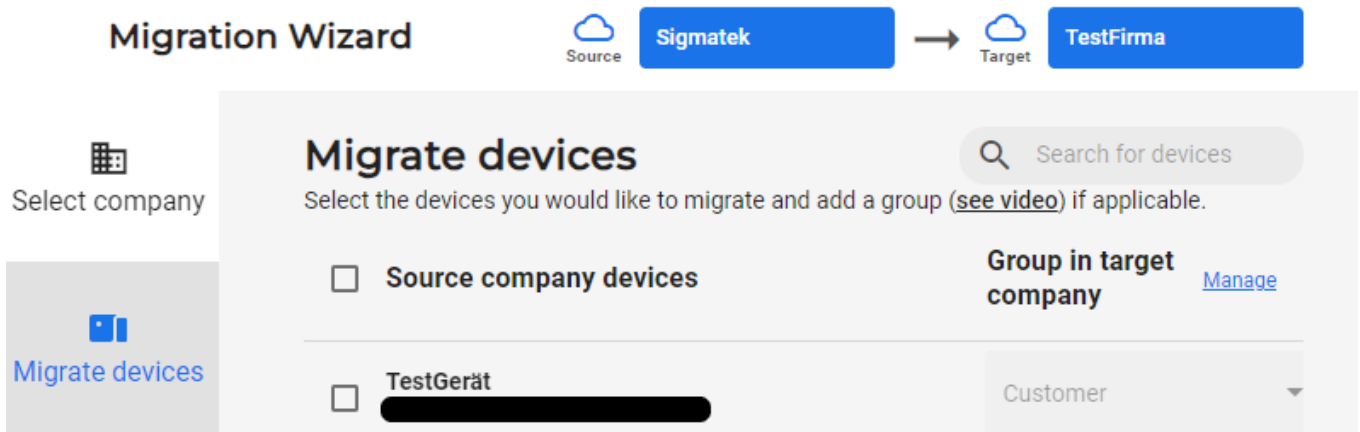 Migration Wizard
Source
Sigmatek
Target
TestFirma
Select company
Migrate devices
Migrate devices
Search for devices
Select the devices you would like to migrate and add a group (see video) if applicable.
Source company devices
Group in target
company
Manage
TestGerät
Customer